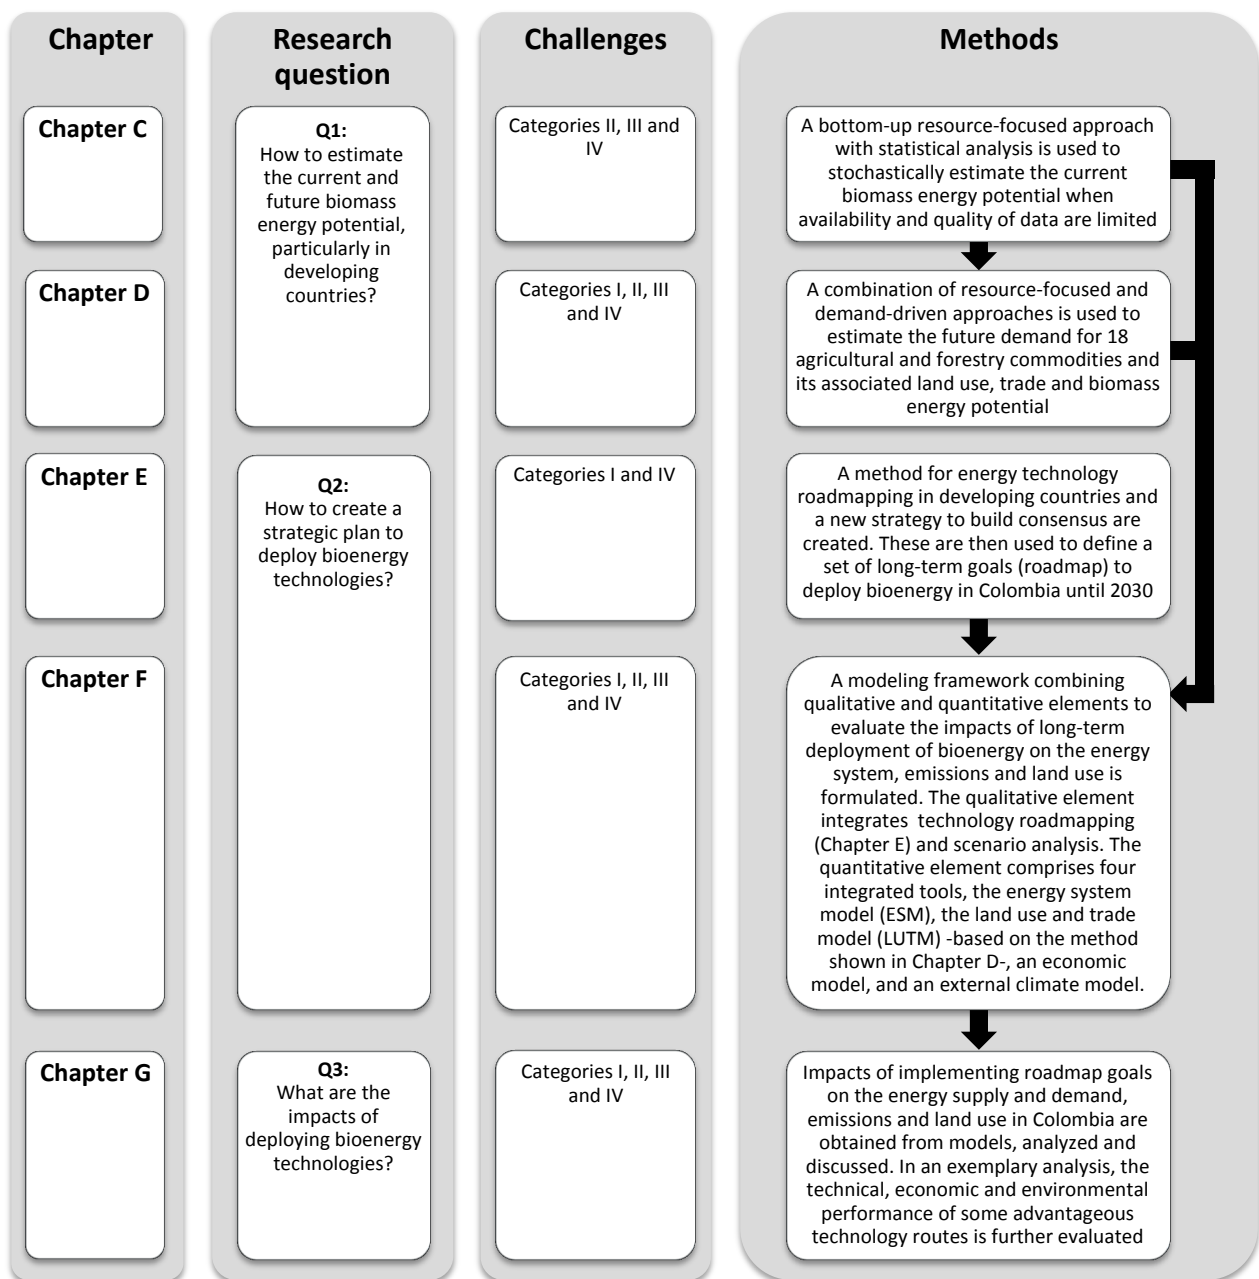 Chapter
Research
question
Challenges
Methods
Chapter C
Q1:
How to estimate
the current and
future biomass
energy potential,
particularly in
developing
countries?
Categories II, III and
IV
A bottom-up resource-focused approach
with statistical analysis is used to
stochastically estimate the current
biomass energy potential when
availability and quality of data are limited
Chapter D
Categories I, II, III
and IV
A combination of resource-focused and
demand-driven approaches is used to
estimate the future demand for 18
agricultural and forestry commodities and
its associated land use, trade and biomass
energy potential
Chapter E
Q2:
How to create a
strategic plan to
deploy bioenergy
technologies?
Categories I and IV
A method for energy technology
roadmapping in developing countries and
a new strategy to build consensus are
created. These are then used to define a
set of long-term goals (roadmap) to
deploy bioenergy in Colombia until 2030
Chapter F
Categories I, II, III
and IV
A modeling framework combining
qualitative and quantitative elements to
evaluate the impacts of long-term
deployment of bioenergy on the energy
system, emissions and land use is
formulated. The qualitative element
integrates technology roadmapping
(Chapter E) and scenario analysis. The
quantitative element comprises four
integrated tools, the energy system
model (ESM), the land use and trade
model (LUTM) -based on the method
shown in Chapter D-, an economic
model, and an external climate model.
Chapter G
Q3:
What are the
impacts of
deploying bioenergy
technologies?
Categories I, II, III
and IV
Impacts of implementing roadmap goals
on the energy supply and demand,
emissions and land use in Colombia are
obtained from models, analyzed and
discussed. In an exemplary analysis, the
technical, economic and environmental
performance of some advantageous
technology routes is further evaluated